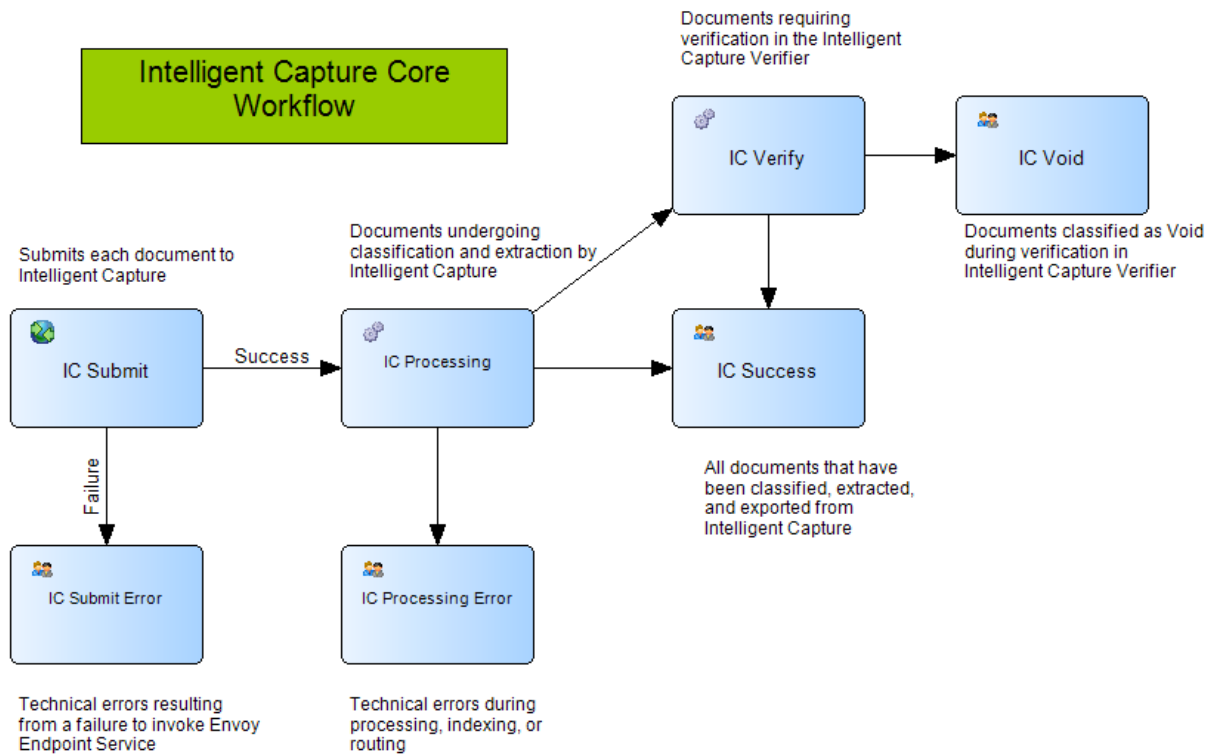 Intelligent Capture Core
Workflow
Documents requiring
verification in the Intelligent
Capture Verifier
IC Verify
IC Void
Documents classified as Void
during verification in
Intelligent Capture Verifier
Submits each document to
Intelligent Capture
Documents undergoing
classification and extraction by
Intelligent Capture
IC Submit
Success
IC Processing
IC Success
Failure
All documents that have
been classified, extracted,
and exported from
Intelligent Capture
IC Submit Error
IC Processing Error
Technical errors resulting
from a failure to invoke Envoy
Endpoint Service
Technical errors during
processing, indexing, or
routing